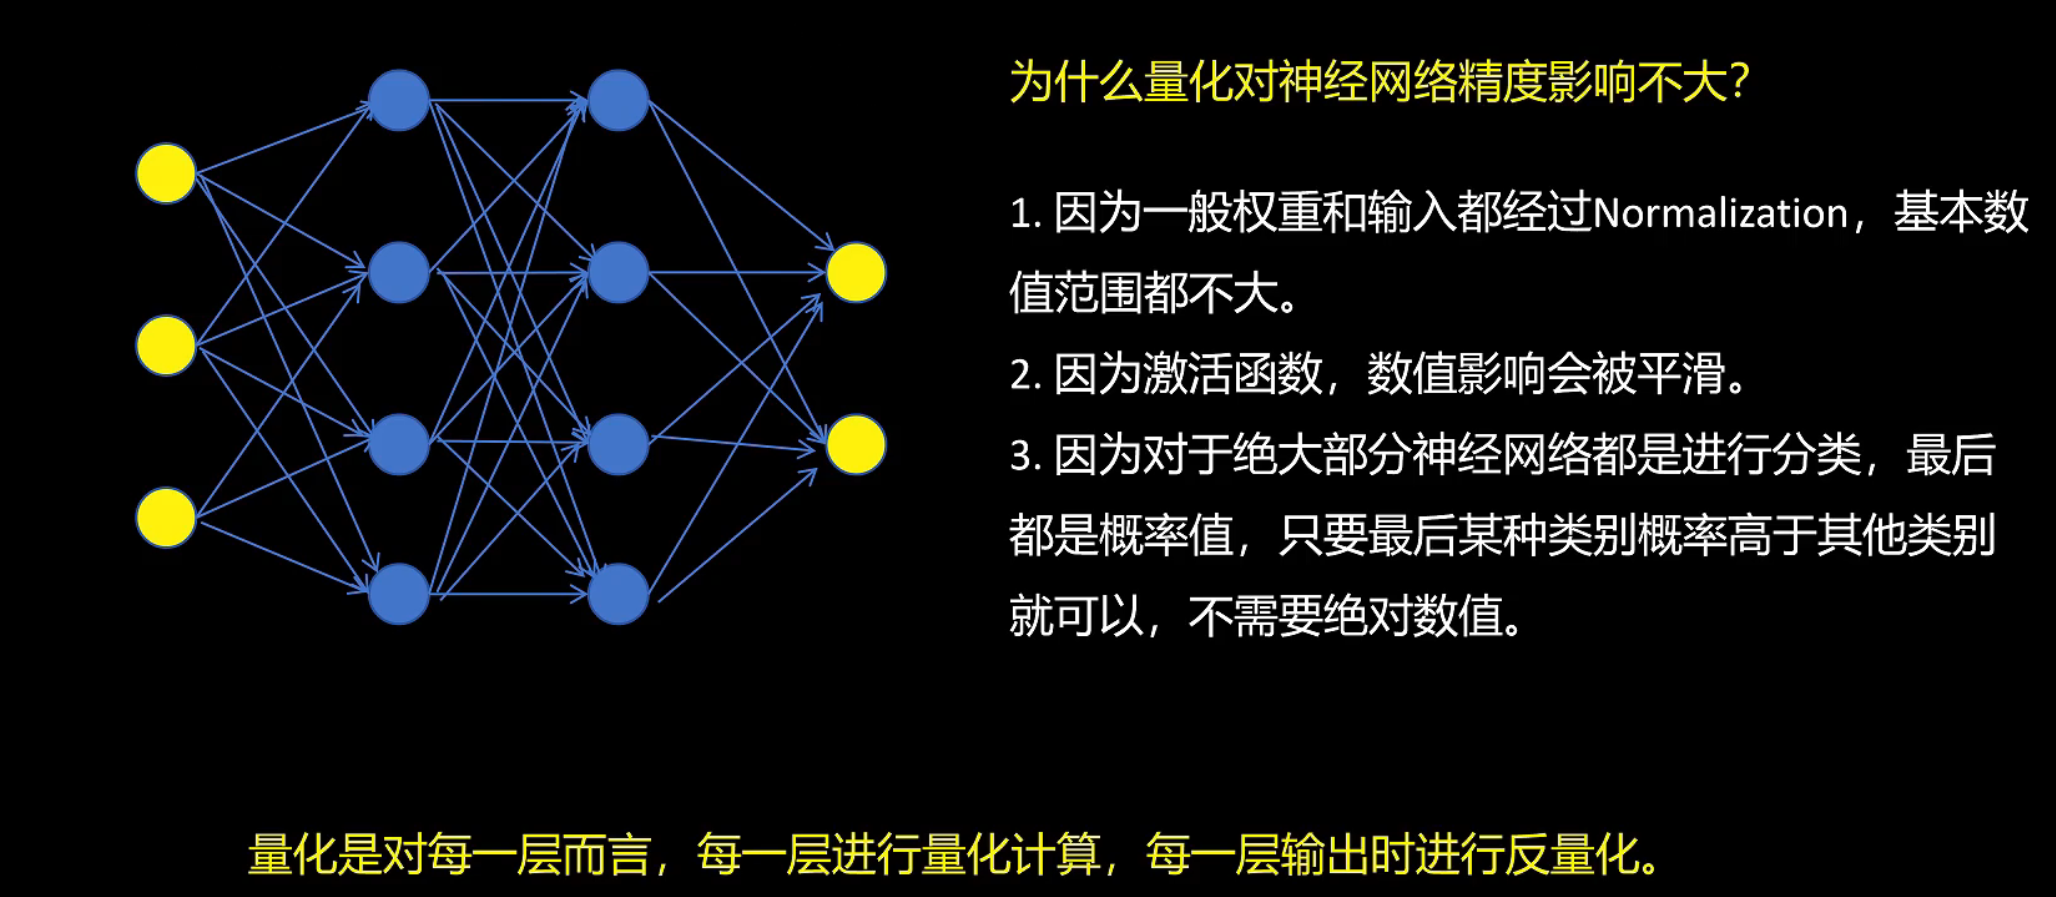 为什么量化对神经网络精度影响不大?
1. 因为一般权重和输入都经过Normalization，基本数
值范围都不大。
2. 因为激活函数，数值影响会被平滑。
3. 因为对于绝大部分神经网络都是进行分类，最后
都是概率值，只要最后某种类别概率高于其他类别
就可以，不需要绝对数值。
量化是对每一层而言，每一层进行量化计算，每一层输出时进行反量化。